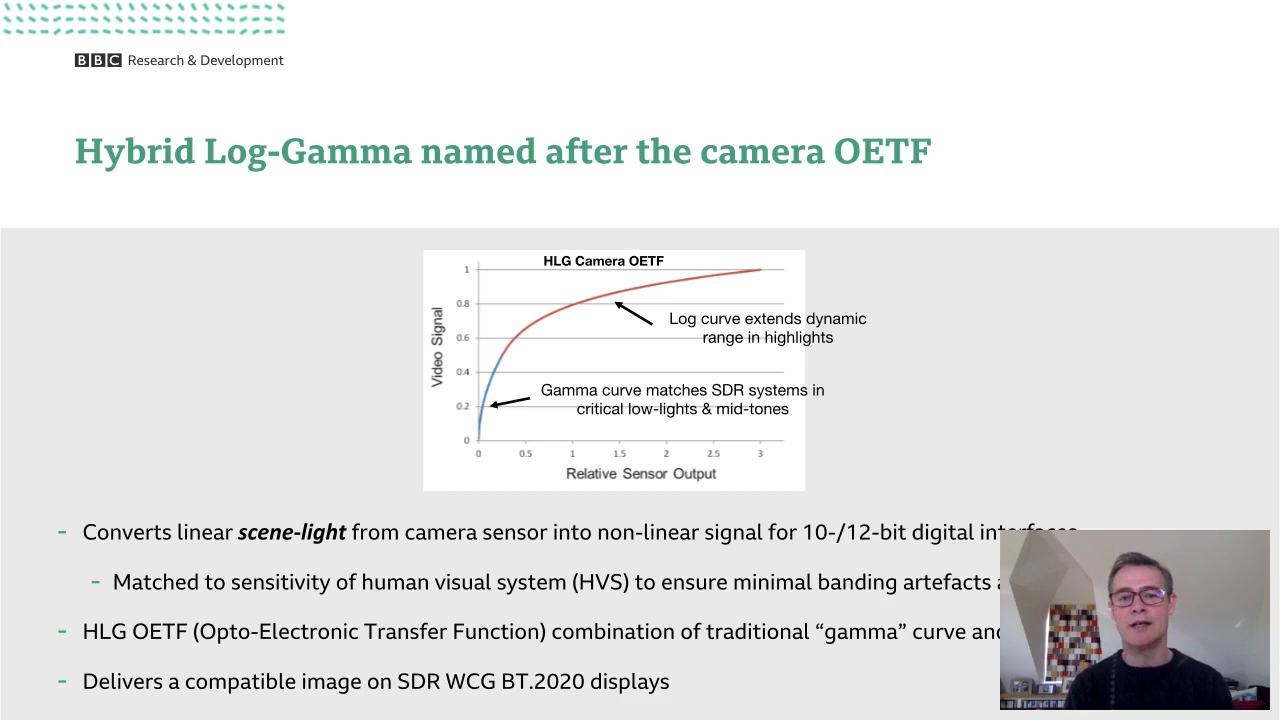 BBC Research & Development
Hybrid Log-Gamma named after the camera OETF
HLG Camera OETF
1
0.8
0.6
0.4
0.2
0
Video Signal
Log curve extends dynamic
range in highlights
Gamma curve matches SDR systems in
critical low-lights & mid-tones
0 0.5 1 1.5 2 2.5 3
Relative Sensor Output
- Converts linear scene-light from camera sensor into non-linear signal for 10-/12-bit digital interfaces
- Matched to sensitivity of human visual system (HVS) to ensure minimal banding artefacts
- HLG OETF (Opto-Electronic Transfer Function) combination of traditional “gamma” curve and
- Delivers a compatible image on SDR WCG BT.2020 displays